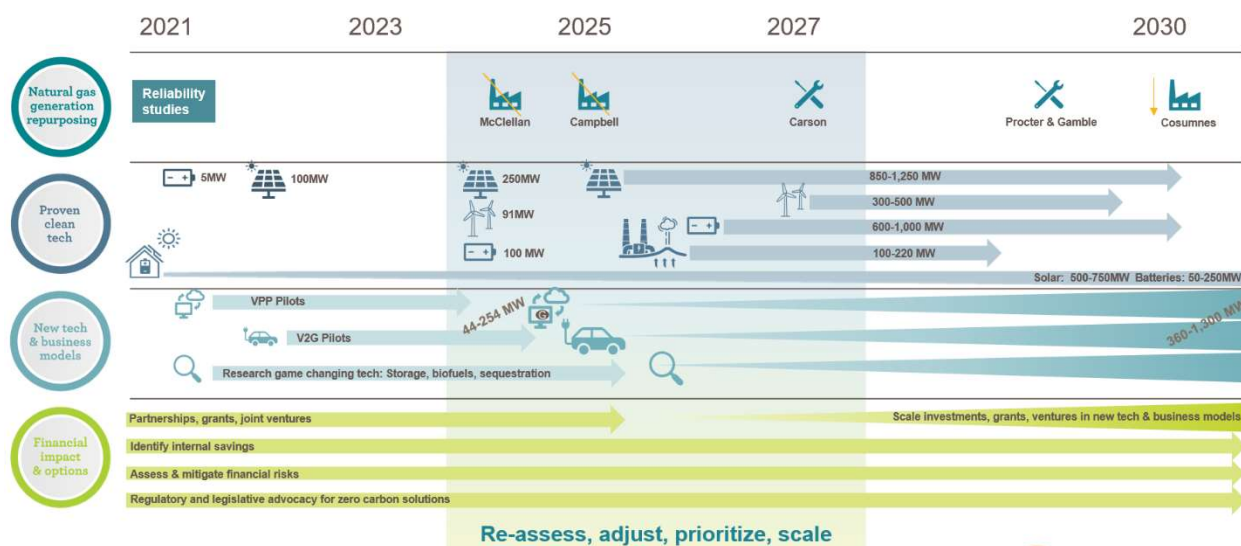 2021 2023 2025 2027 2030
Natural gas
generation
repurposing
Reliability
studies
McClellan
Campbell
Carson
Procter & Gamble
Cosumnes
Proven
clean
tech
5MW
100MW
250MW
850-1,250 MW
91MW
300-500 MW
600-1,000 MW
100 MW
100-220 MW
Solar: 500-750MW Batteries: 50-250MW
New tech
& business
models
VPP Pilots
44-254 MW
G
360-1,300 MW
V2G Pilots
Research game changing tech: Storage, biofuels, sequestration
Financial
impact
& options
Partnerships, grants, joint ventures
Scale investments, grants, ventures in new tech & business models
Identify internal savings
Assess & mitigate financial risks
Regulatory and legislative advocacy for zero carbon solutions
Re-assess, adjust, prioritize, scale